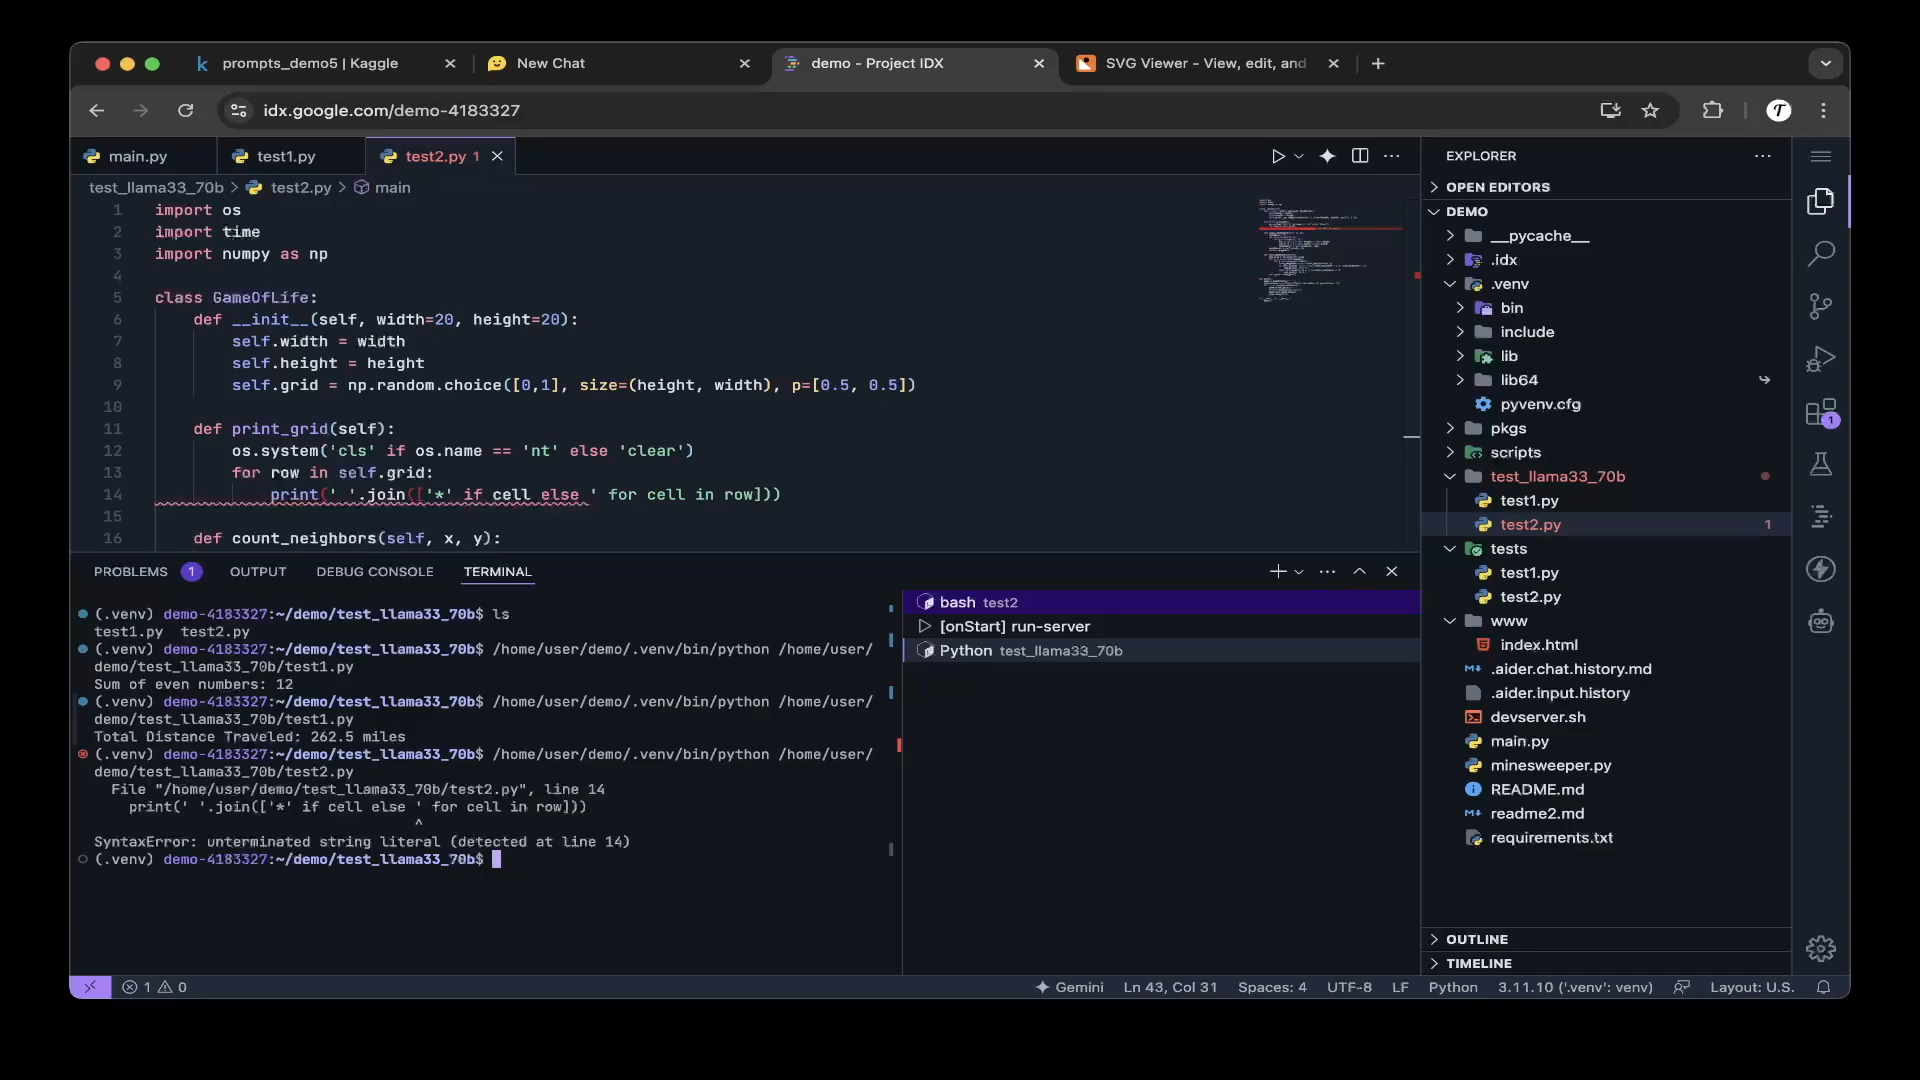 prompts_demo5 | Kaggle
New Chat
demo - Project IDX
SVG Viewer - View, edit, and
idx.google.com/demo-4183327
T
main.py
test1.py
test2.py 1
test_llama33_70b > test2.py > main
1 import os
2 import time
3 import numpy as np
4
5 class GameOfLife:
6 def __init__(self, width=20, height=20):
7 self.width = width
8 self.height = height
9 self.grid = np.random.choice([0,1], size=(height, width), p=[0.5, 0.5])
10
11 def print_grid(self):
12 os.system('cls' if os.name == 'nt' else 'clear')
13 for row in self.grid:
14 print(' '.join(['*' if cell else ' for cell in row]))
15
16 def count_neighbors(self, x, y):
PROBLEMS 1 OUTPUT DEBUG CONSOLE TERMINAL
(.venv) demo-4183327:~/demo/test_llama33_70b$ ls
test1.py test2.py
(.venv) demo-4183327:~/demo/test_llama33_70b$ /home/user/demo/.venv/bin/python /home/user/
demo/test_llama33_70b/test1.py
Sum of even numbers: 12
(.venv) demo-4183327:~/demo/test_llama33_70b$ /home/user/demo/.venv/bin/python /home/user/
demo/test_llama33_70b/test1.py
Total Distance Traveled: 262.5 miles
(.venv) demo-4183327:~/demo/test_llama33_70b$ /home/user/demo/.venv/bin/python /home/user/
demo/test_llama33_70b/test2.py
File "/home/user/demo/test_llama33_70b/test2.py", line 14
print(' '.join(['*' if cell else ' for cell in row]))
^
SyntaxError: unterminated string literal (detected at line 14)
(.venv) demo-4183327:~/demo/test_llama33_70b$
bash test2
[onStart] run-server
Python test_llama33_70b
EXPLORER
OPEN EDITORS
DEMO
__pycache__
.idx
.venv
bin
include
lib
lib64
pyvenv.cfg
pkgs
scripts
test_llama33_70b
test1.py
test2.py 1
tests
test1.py
test2.py
www
index.html
.aider.chat.history.md
.aider.input.history
devserver.sh
main.py
minesweeper.py
README.md
readme2.md
requirements.txt
OUTLINE
TIMELINE
1
1 0
Gemini Ln 43, Col 31 Spaces: 4 UTF-8 LF Python 3.11.10 ('.venv': venv) Layout: U.S.